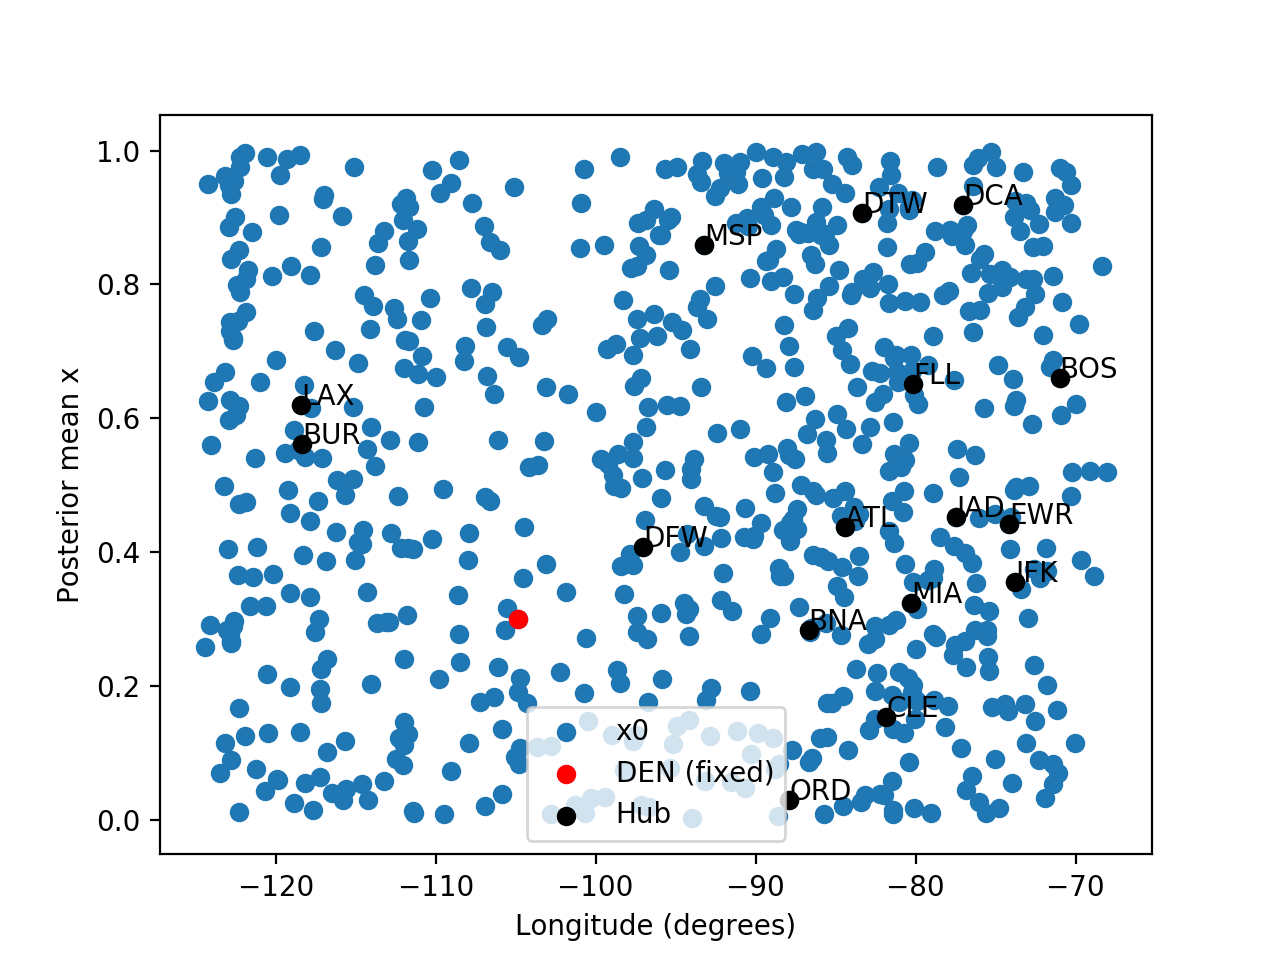 1.0
0.8
0.6
0.4
0.2
0.0
Posterior mean x
DTW
DCA
MSP
FLL
BOS
LAX
BUR
ATL
IAD
EWR
DFW
JFK
MIA
BNA
CLE
ORD
x0
DEN (fixed)
Hub
−120
−110
−100
−90
−80
−70
Longitude (degrees)